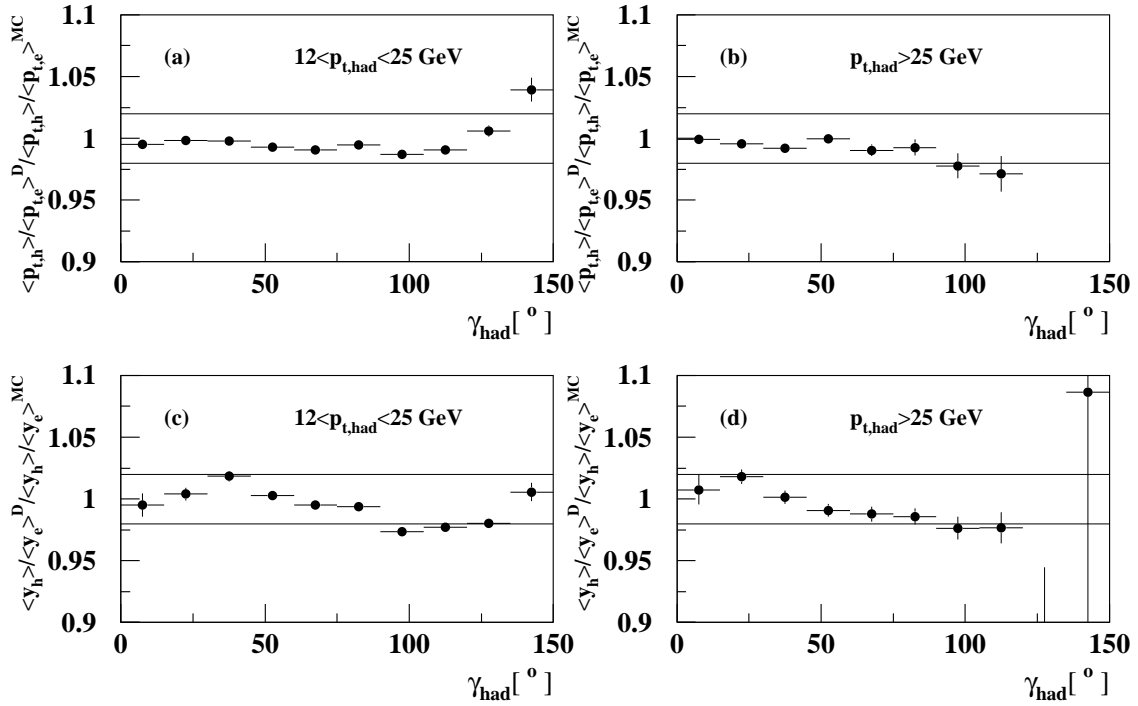 <p_{t,h}>/<p_{t,e}>^D/<p_{t,h}>/<p_{t,e}>^MC
1.1
1.05
1
0.95
0.9
(a)
12<p_{t,had}<25 GeV
0 50 100 150
γ_had[ ° ]
<p_{t,h}>/<p_{t,e}>^D/<p_{t,h}>/<p_{t,e}>^MC
1.1
1.05
1
0.95
0.9
(b)
p_{t,had}>25 GeV
0 50 100 150
γ_had[ ° ]
<y_h>/<y_e>^D/<y_h>/<y_e>^MC
1.1
1.05
1
0.95
0.9
(c)
12<p_{t,had}<25 GeV
0 50 100 150
γ_had[ ° ]
<y_h>/<y_e>^D/<y_h>/<y_e>^MC
1.1
1.05
1
0.95
0.9
(d)
p_{t,had}>25 GeV
0 50 100 150
γ_had[ ° ]